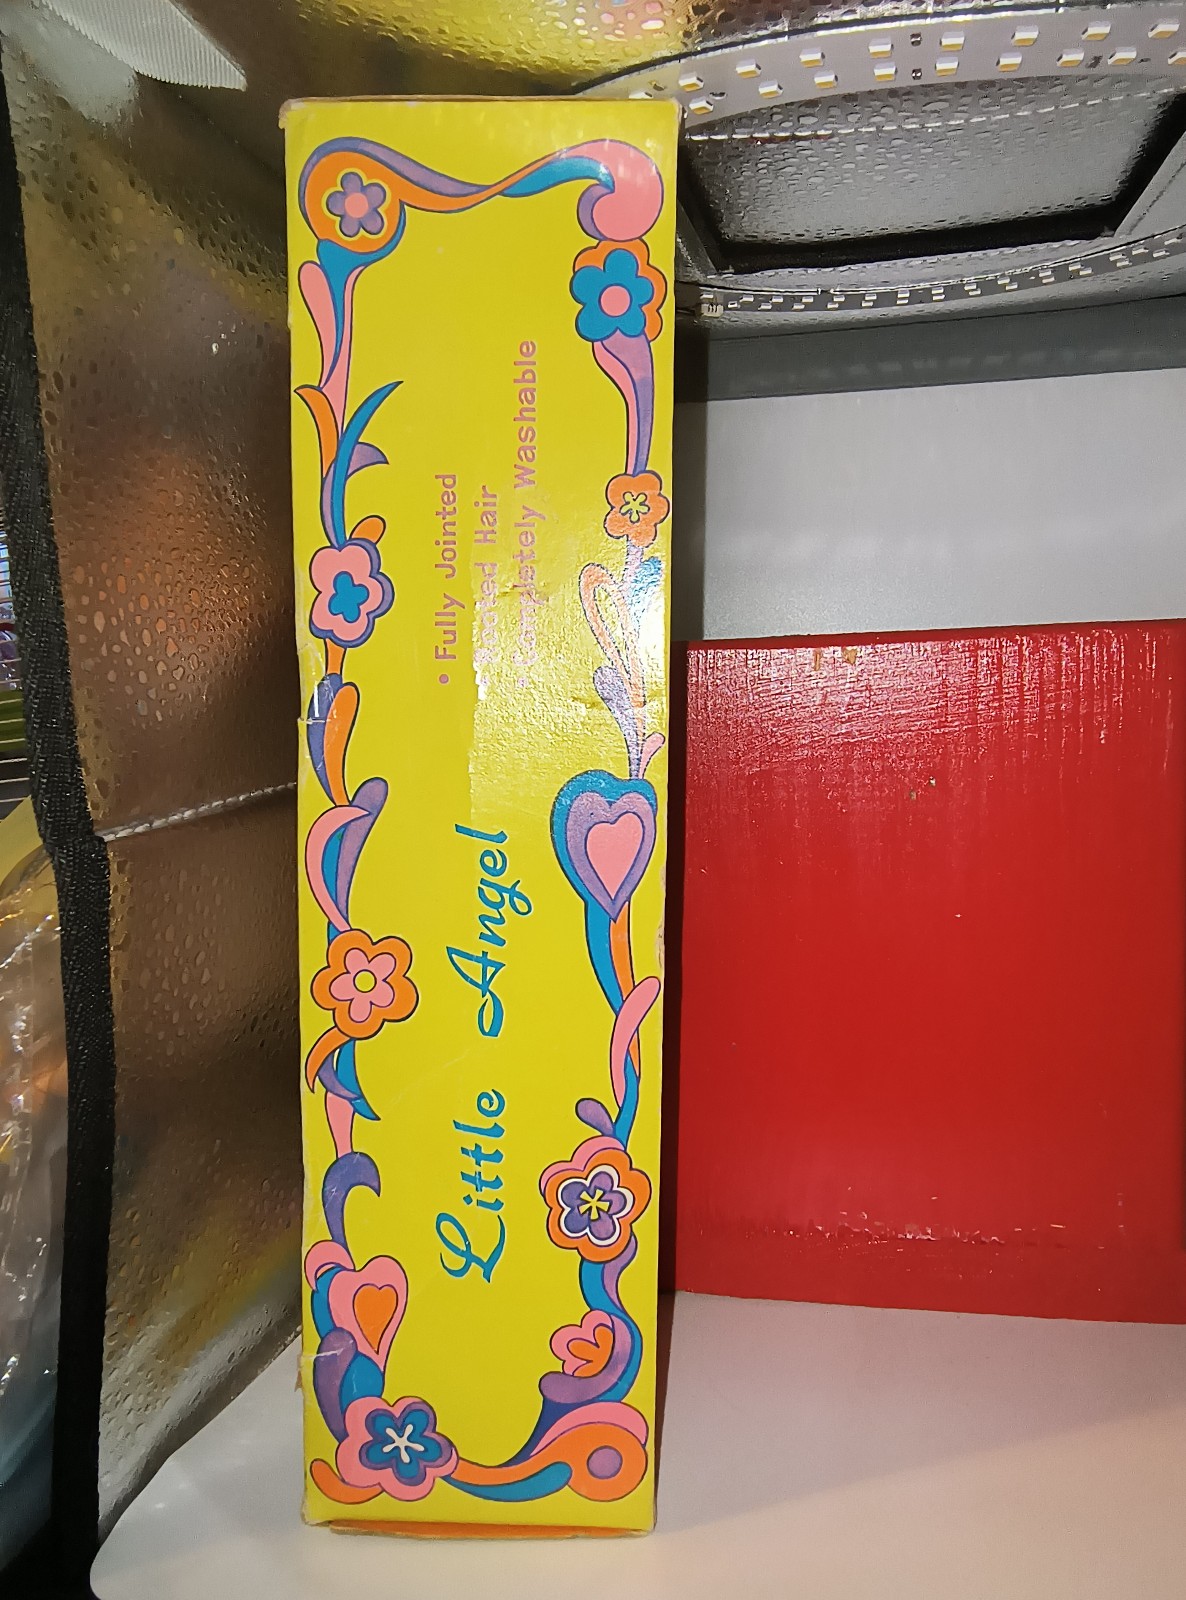 Little Angel
• Fully Jointed
• Rooted Hair
• Completely Washable